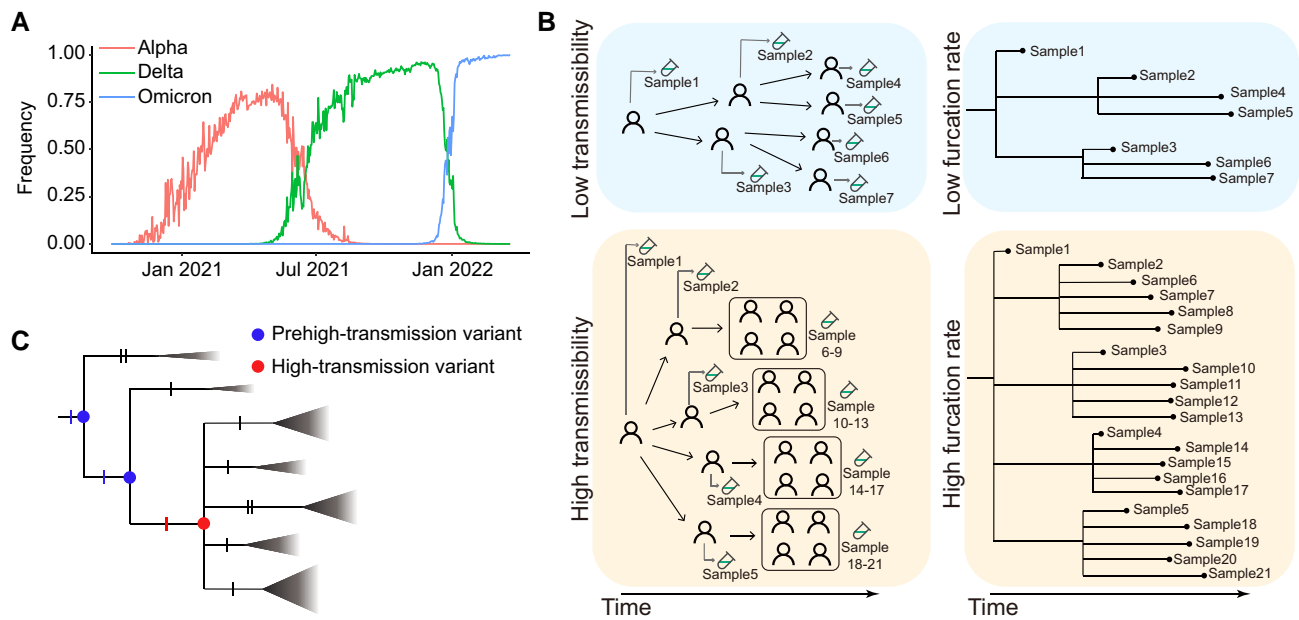 A
Alpha
Delta
Omicron
1.00
0.75
0.50
0.25
0.00
Frequency
Jan 2021
Jul 2021
Jan 2022
B
Low transmissibility
Sample1
Sample2
Sample4
Sample5
Sample6
Sample3
Sample7
Low furcation rate
Sample1
Sample2
Sample4
Sample5
Sample3
Sample6
Sample7
High transmissibility
Sample1
Sample2
Sample
6-9
Sample3
Sample
10-13
Sample4
Sample
14-17
Sample5
Sample
18-21
Time
High furcation rate
Sample1
Sample2
Sample6
Sample7
Sample8
Sample9
Sample3
Sample10
Sample11
Sample12
Sample13
Sample4
Sample14
Sample15
Sample16
Sample17
Sample5
Sample18
Sample19
Sample20
Sample21
Time
C
Prehigh-transmission variant
High-transmission variant